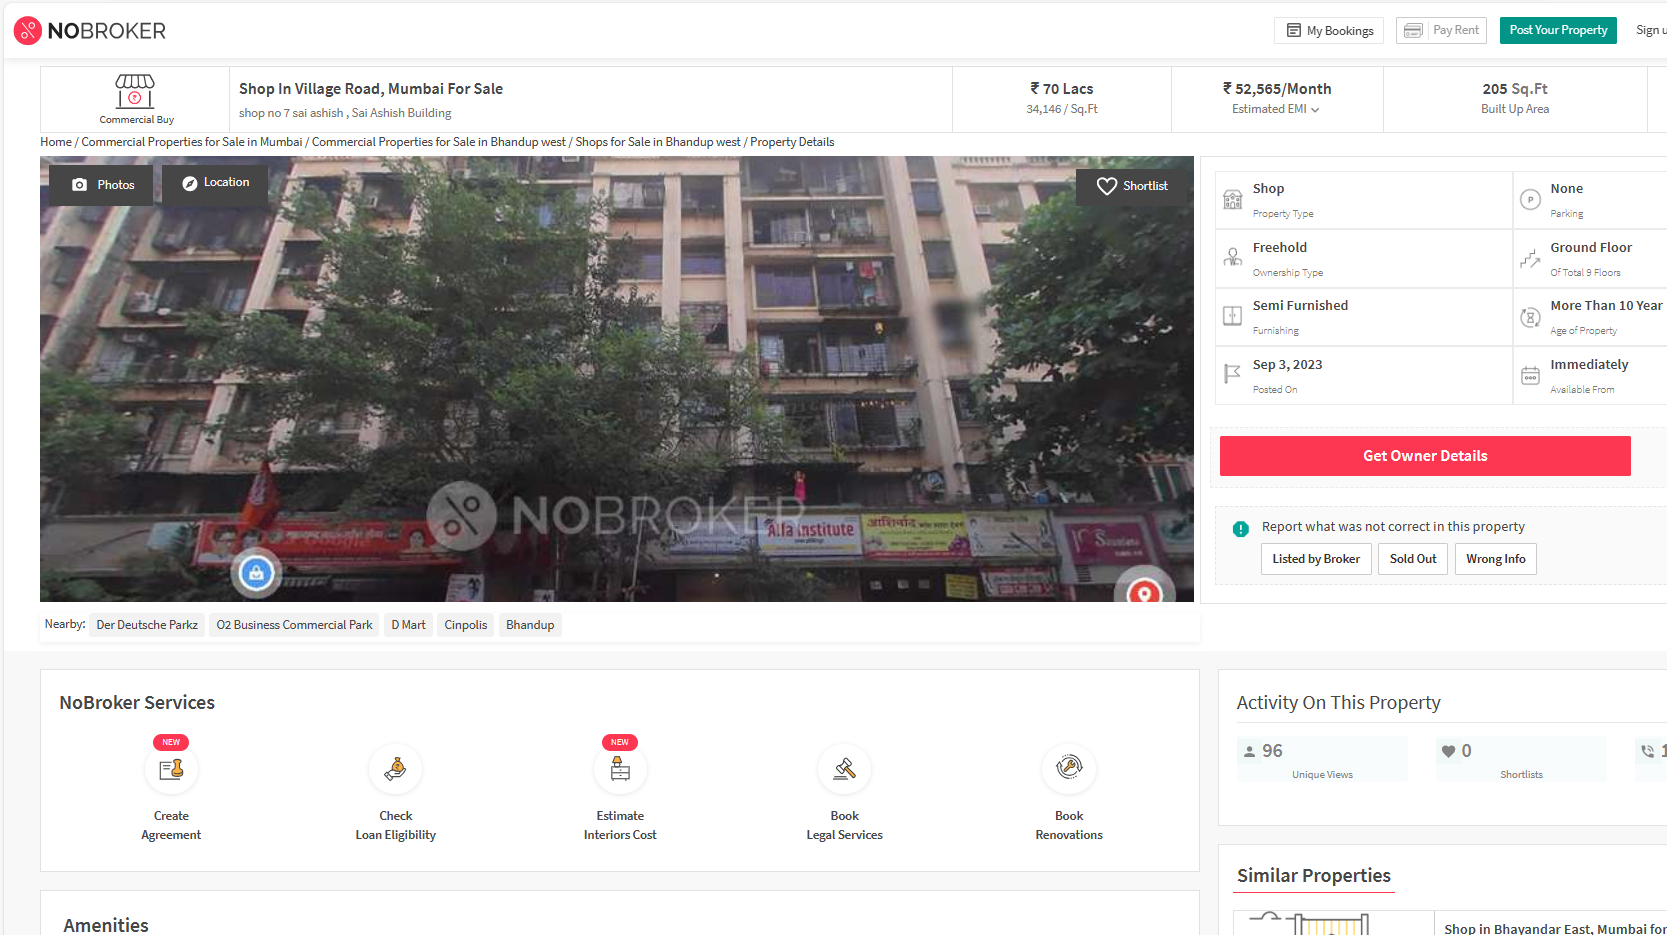 NOBROKER
My Bookings
Pay Rent
Post Your Property
Sign u
Commercial Buy
Shop In Village Road, Mumbai For Sale
shop no 7 sai ashish , Sai Ashish Building
₹ 70 Lacs
34,146 / Sq.Ft
₹ 52,565/Month
Estimated EMI
205 Sq.Ft
Built Up Area
Home / Commercial Properties for Sale in Mumbai / Commercial Properties for Sale in Bhandup west / Shops for Sale in Bhandup west / Property Details
Photos
Location
Shortlist
NOBROKER
Alfa Institute
आशिर्वाद
Shop
Property Type
None
Parking
Freehold
Ownership Type
Ground Floor
Of Total 9 Floors
Semi Furnished
Furnishing
More Than 10 Year
Age of Property
Sep 3, 2023
Posted On
Immediately
Available From
Get Owner Details
Report what was not correct in this property
Listed by Broker
Sold Out
Wrong Info
Nearby:
Der Deutsche Parkz
O2 Business Commercial Park
D Mart
Cinpolis
Bhandup
NoBroker Services
NEW
Create
Agreement
Check
Loan Eligibility
NEW
Estimate
Interiors Cost
Book
Legal Services
Book
Renovations
Activity On This Property
96
Unique Views
0
Shortlists
1
Similar Properties
Shop in Bhayandar East, Mumbai for
Amenities